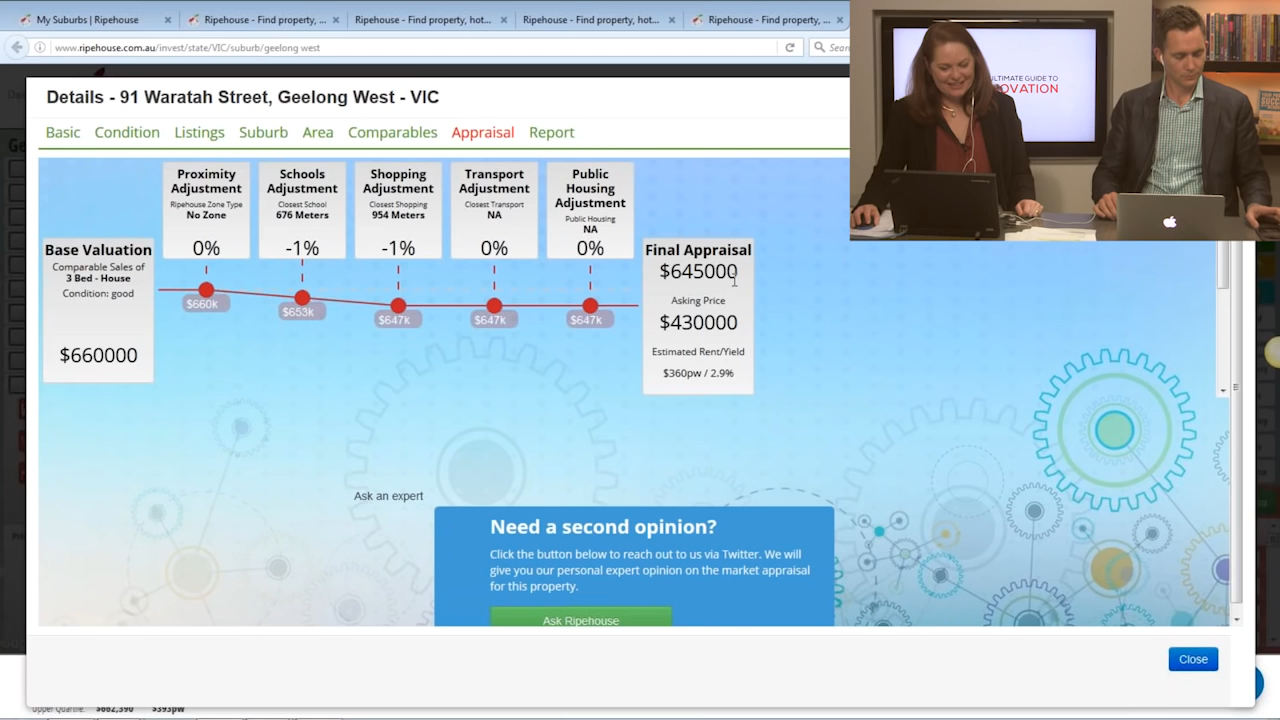 My Suburbs | Ripehouse
Ripehouse - Find property, ...
Ripehouse - Find property, hot...
Ripehouse - Find property, hot...
Ripehouse - Find property, ...
www.ripehouse.com.au/invest/state/VIC/suburb/geelong west
Sear
Details - 91 Waratah Street, Geelong West - VIC
Basic Condition Listings Suburb Area Comparables Appraisal Report
Base Valuation
Comparable Sales of
3 Bed - House
Condition: good
$660000
Proximity
Adjustment
Ripehouse Zone Type
No Zone
0%
$660k
Schools
Adjustment
Closest School
676 Meters
-1%
$653k
Shopping
Adjustment
Closest Shopping
954 Meters
-1%
$647k
Transport
Adjustment
Closest Transport
NA
0%
$647k
Public
Housing
Adjustment
Public Housing
NA
0%
$647k
Final Appraisal
$645000
Asking Price
$430000
Estimated Rent/Yield
$360pw / 2.9%
Ask an expert
Need a second opinion?
Click the button below to reach out to us via Twitter. We will
give you our personal expert opinion on the market appraisal
for this property.
Ask Ripehouse
Close
Upper Quartile: $662,390 $393pw
ULTIMATE GUIDE TO
OVATION